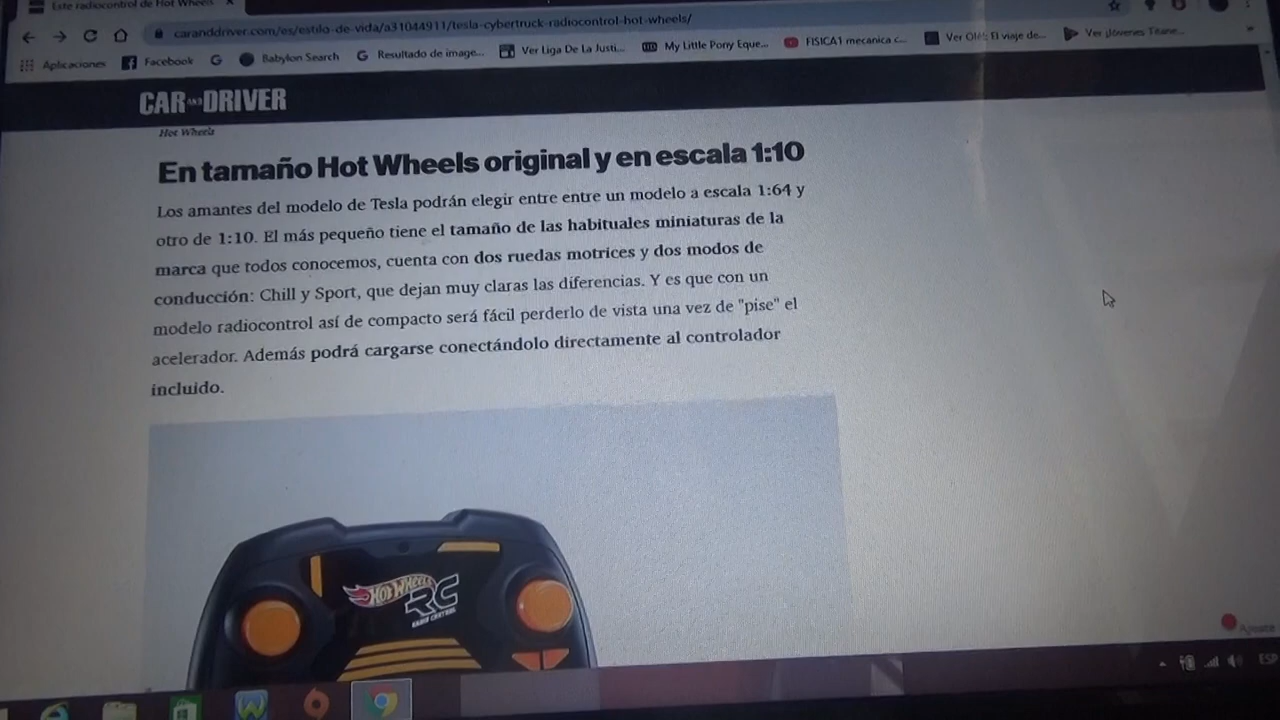 Este radiocontrol de Hot Wheels
caranddriver.com/es/estilo-de-vida/a31044911/tesla-cybertruck-radiocontrol-hot-wheels/
Aplicaciones Facebook Babylon Search Resultado de image... Ver Liga De La Justi... My Little Pony Eque... FISICA1 mecanica c... Ver Olé: El viaje de... Ver ¡Jóvenes Titane...
CAR AND DRIVER
Hot Wheels
En tamaño Hot Wheels original y en escala 1:10
Los amantes del modelo de Tesla podrán elegir entre entre un modelo a escala 1:64 y
otro de 1:10. El más pequeño tiene el tamaño de las habituales miniaturas de la
marca que todos conocemos, cuenta con dos ruedas motrices y dos modos de
conducción: Chill y Sport, que dejan muy claras las diferencias. Y es que con un
modelo radiocontrol así de compacto será fácil perderlo de vista una vez de "pise" el
acelerador. Además podrá cargarse conectándolo directamente al controlador
incluido.
HOT WHEELS
RC
RADIO CONTROL
ESP